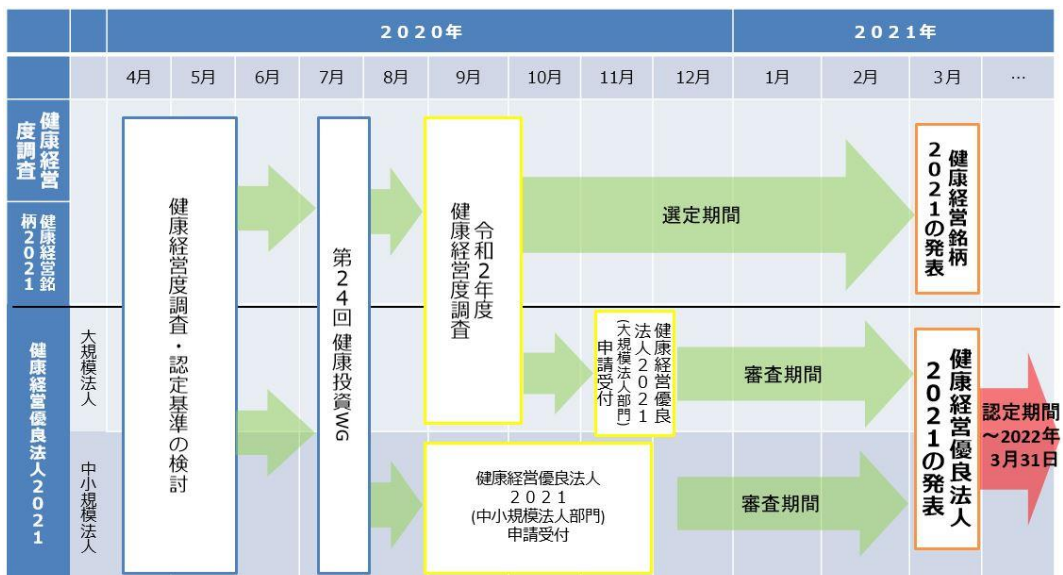 2020年
2021年
4月
5月
6月
7月
8月
9月
10月
11月
12月
1月
2月
3月
…
健康経営
度調査
健康経営銘
柄2021
健康経営優良法人2021
大規模法人
中小規模法人
健康経営度調査・認定基準の検討
第24回 健康投資WG
令和2年度
健康経営度調査
選定期間
健康経営銘柄
2021の発表
健康経営優良
法人2021
(大規模法人部門)
申請受付
審査期間
健康経営優良法人
2021
(中小規模法人部門)
申請受付
審査期間
健康経営優良法人
2021の発表
認定期間
～2022年
3月31日